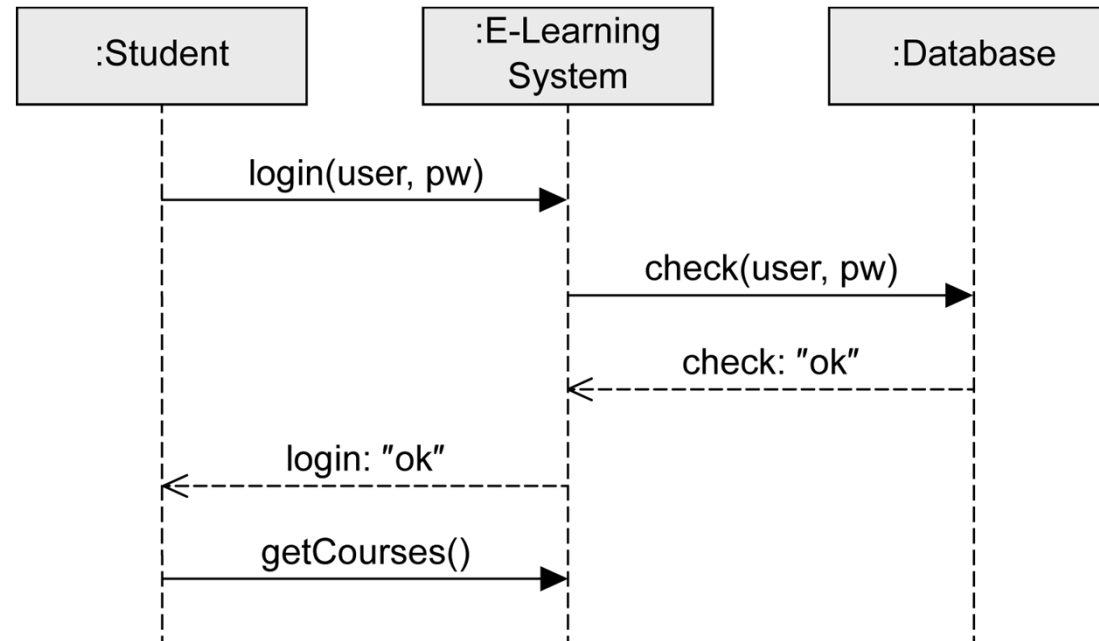 :Student
:E-Learning
System
:Database
login(user, pw)
check(user, pw)
check: "ok"
login: "ok"
getCourses()